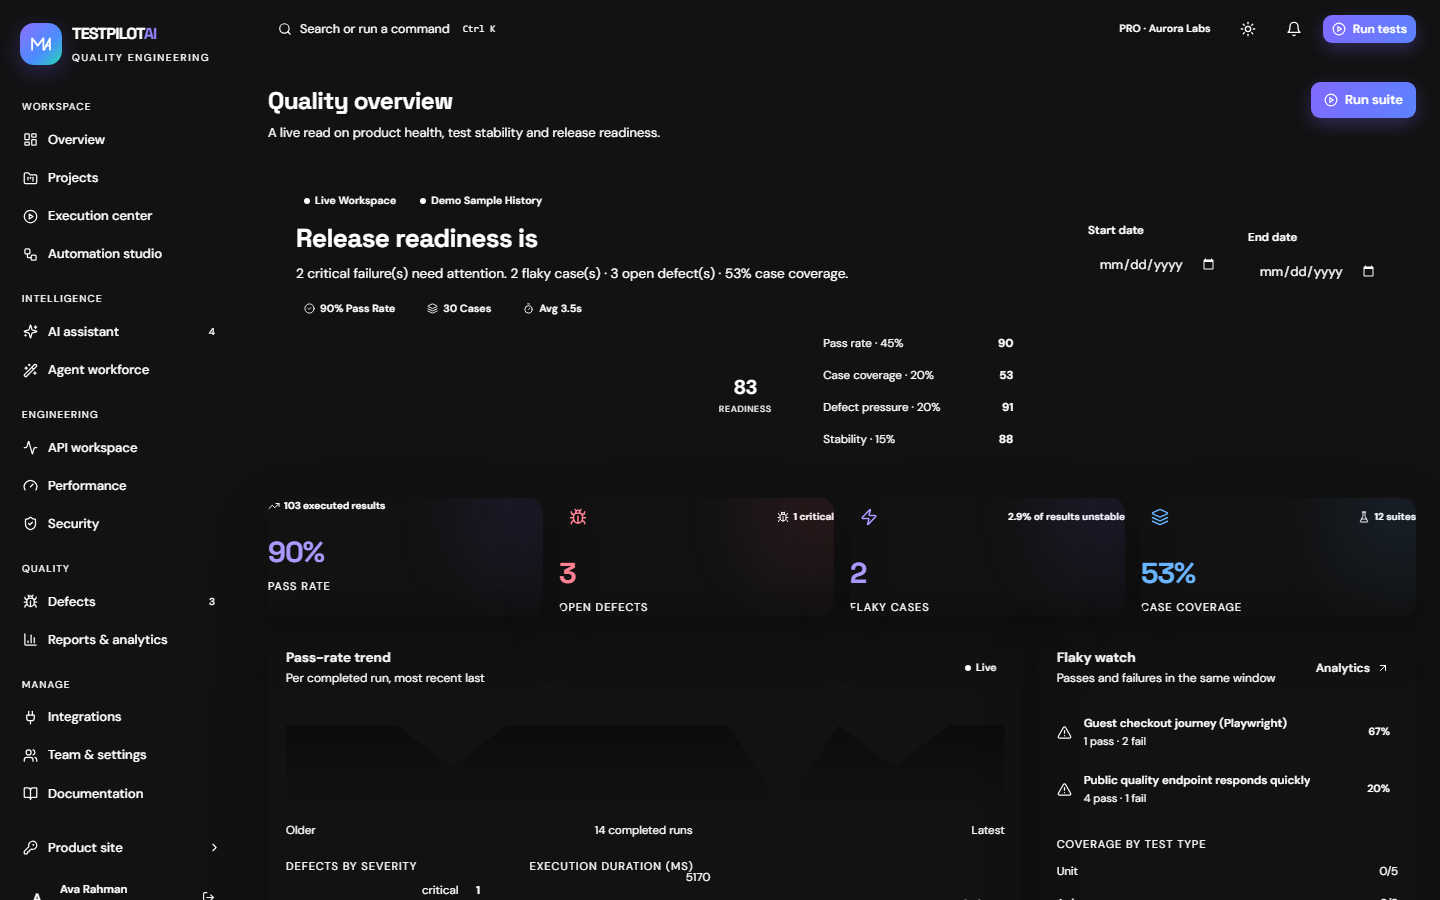 TESTPILOTAI
QUALITY ENGINEERING
Search or run a command Ctrl K
PRO · Aurora Labs
Run tests
WORKSPACE
Overview
Projects
Execution center
Automation studio
INTELLIGENCE
AI assistant 4
Agent workforce
ENGINEERING
API workspace
Performance
Security
QUALITY
Defects 3
Reports & analytics
MANAGE
Integrations
Team & settings
Documentation
Product site
Ava Rahman
Quality overview
A live read on product health, test stability and release readiness.
Run suite
Live Workspace
Demo Sample History
Release readiness is
2 critical failure(s) need attention. 2 flaky case(s) · 3 open defect(s) · 53% case coverage.
90% Pass Rate
30 Cases
Avg 3.5s
Start date
mm/dd/yyyy
End date
mm/dd/yyyy
83
READINESS
Pass rate · 45% 90
Case coverage · 20% 53
Defect pressure · 20% 91
Stability · 15% 88
103 executed results
90%
PASS RATE
1 critical
3
OPEN DEFECTS
2.9% of results unstable
2
FLAKY CASES
12 suites
53%
CASE COVERAGE
Pass-rate trend
Per completed run, most recent last
Live
Older
14 completed runs
Latest
DEFECTS BY SEVERITY
critical 1
EXECUTION DURATION (MS)
5170
Flaky watch
Passes and failures in the same window
Analytics
Guest checkout journey (Playwright)
1 pass · 2 fail
67%
Public quality endpoint responds quickly
4 pass · 1 fail
20%
COVERAGE BY TEST TYPE
Unit 0/5